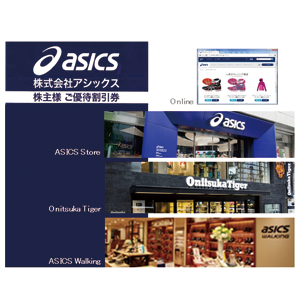 asics
株式会社アシックス
株主様 ご優待割引券
Online
ASICS Store
asics
Onitsuka Tiger
Onitsuka Tiger
ASICS Walking
asics
WALKING